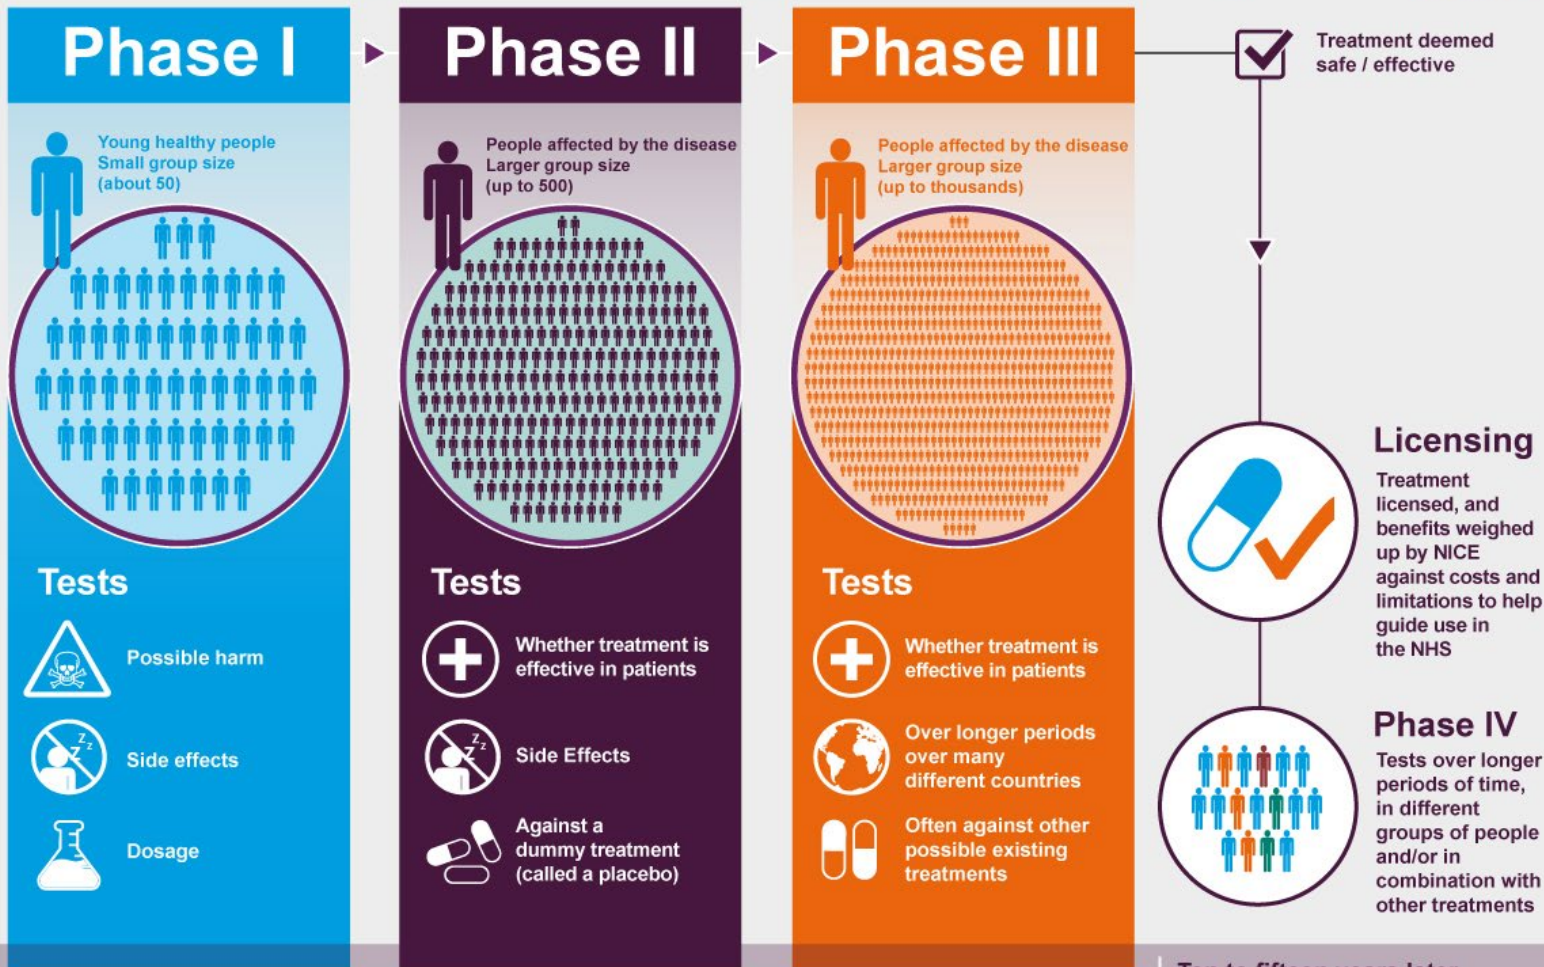 Phase I
Young healthy people
Small group size
(about 50)
Tests
Possible harm
Side effects
Dosage
Phase II
People affected by the disease
Larger group size
(up to 500)
Tests
Whether treatment is
effective in patients
Side Effects
Against a
dummy treatment
(called a placebo)
Phase III
People affected by the disease
Larger group size
(up to thousands)
Tests
Whether treatment is
effective in patients
Over longer periods
over many
different countries
Often against other
possible existing
treatments
Treatment deemed
safe / effective
Licensing
Treatment
licensed, and
benefits weighed
up by NICE
against costs and
limitations to help
guide use in
the NHS
Phase IV
Tests over longer
periods of time,
in different
groups of people
and/or in
combination with
other treatments
Ten to fifteen years later